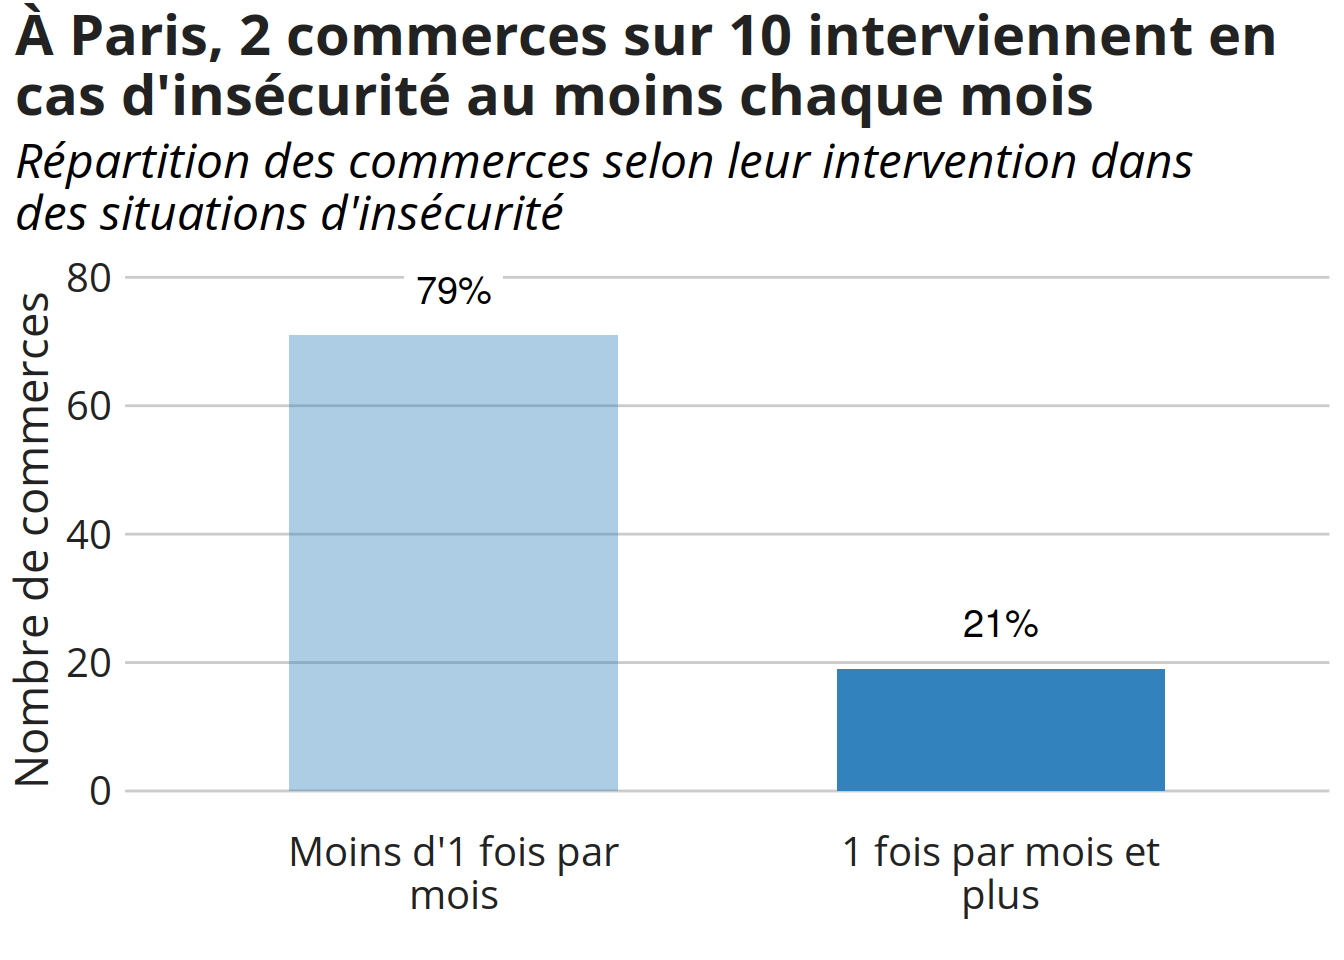 À Paris, 2 commerces sur 10 interviennent en
cas d'insécurité au moins chaque mois
Répartition des commerces selon leur intervention dans
des situations d'insécurité
Nombre de commerces
80
60
40
20
0
79%
21%
Moins d'1 fois par
mois
1 fois par mois et
plus